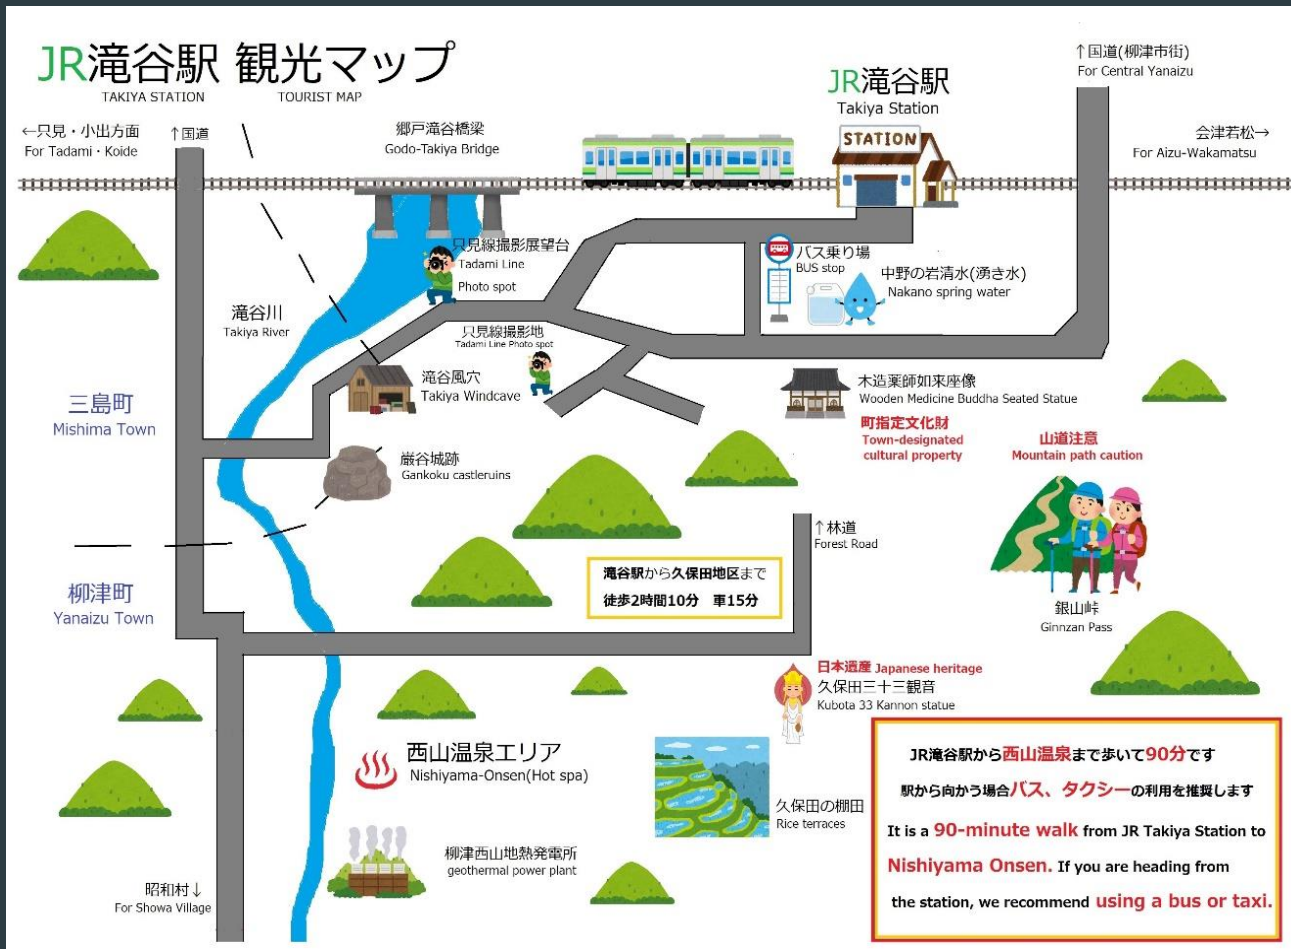 JR滝谷駅 観光マップ
TAKIYA STATION TOURIST MAP
←只見・小出方面
For Tadami・Koide
↑国道
郷戸滝谷橋梁
Godo-Takiya Bridge
JR滝谷駅
Takiya Station
STATION
↑国道(柳津市街)
For Central Yanaizu
会津若松→
For Aizu-Wakamatsu
只見線撮影展望台
Tadami Line
Photo spot
バス乗り場
BUS stop
中野の岩清水(湧き水)
Nakano spring water
滝谷川
Takiya River
只見線撮影地
Tadami Line Photo spot
滝谷風穴
Takiya Windcave
木造薬師如来座像
Wooden Medicine Buddha Seated Statue
町指定文化財
Town-designated
cultural property
三島町
Mishima Town
山道注意
Mountain path caution
巌谷城跡
Gankoku castleruins
↑林道
Forest Road
滝谷駅から久保田地区まで
徒歩2時間10分 車15分
柳津町
Yanaizu Town
銀山峠
Ginnzan Pass
日本遺産 Japanese heritage
久保田三十三観音
Kubota 33 Kannon statue
西山温泉エリア
Nishiyama-Onsen(Hot spa)
久保田の棚田
Rice terraces
柳津西山地熱発電所
geothermal power plant
昭和村↓
For Showa Village
JR滝谷駅から西山温泉まで歩いて90分です
駅から向かう場合バス、タクシーの利用を推奨します
It is a 90-minute walk from JR Takiya Station to
Nishiyama Onsen. If you are heading from
the station, we recommend using a bus or taxi.